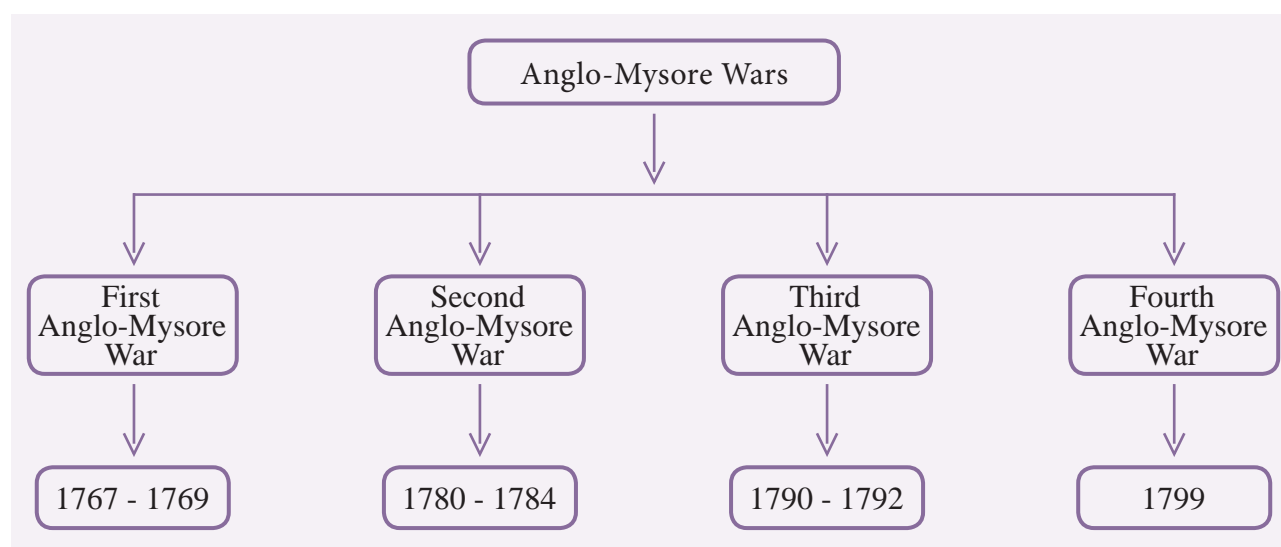 Anglo-Mysore Wars
First
Anglo-Mysore
War
Second
Anglo-Mysore
War
Third
Anglo-Mysore
War
Fourth
Anglo-Mysore
War
1767 - 1769
1780 - 1784
1790 - 1792
1799